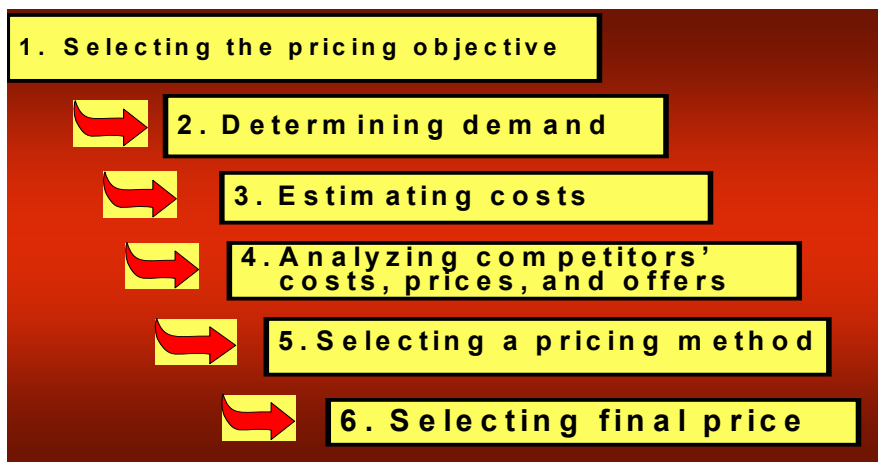 1. Selecting the pricing objective
2. Determining demand
3. Estimating costs
4. Analyzing competitors’
costs, prices, and offers
5. Selecting a pricing method
6. Selecting final price